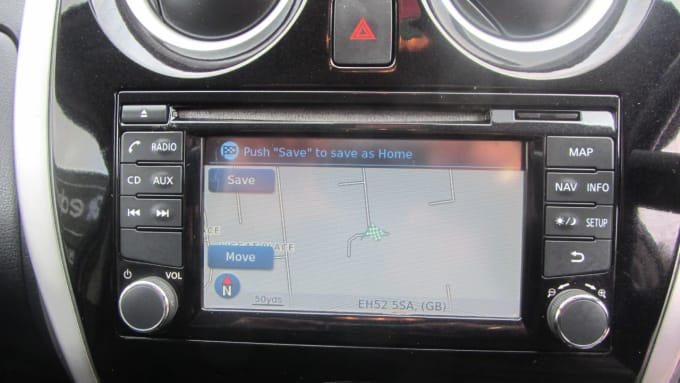 RADIO
CD AUX
VOL
Push "Save" to save as Home
Save
Move
N
50yds
EH52 5SA, (GB)
MAP
NAV INFO
SETUP